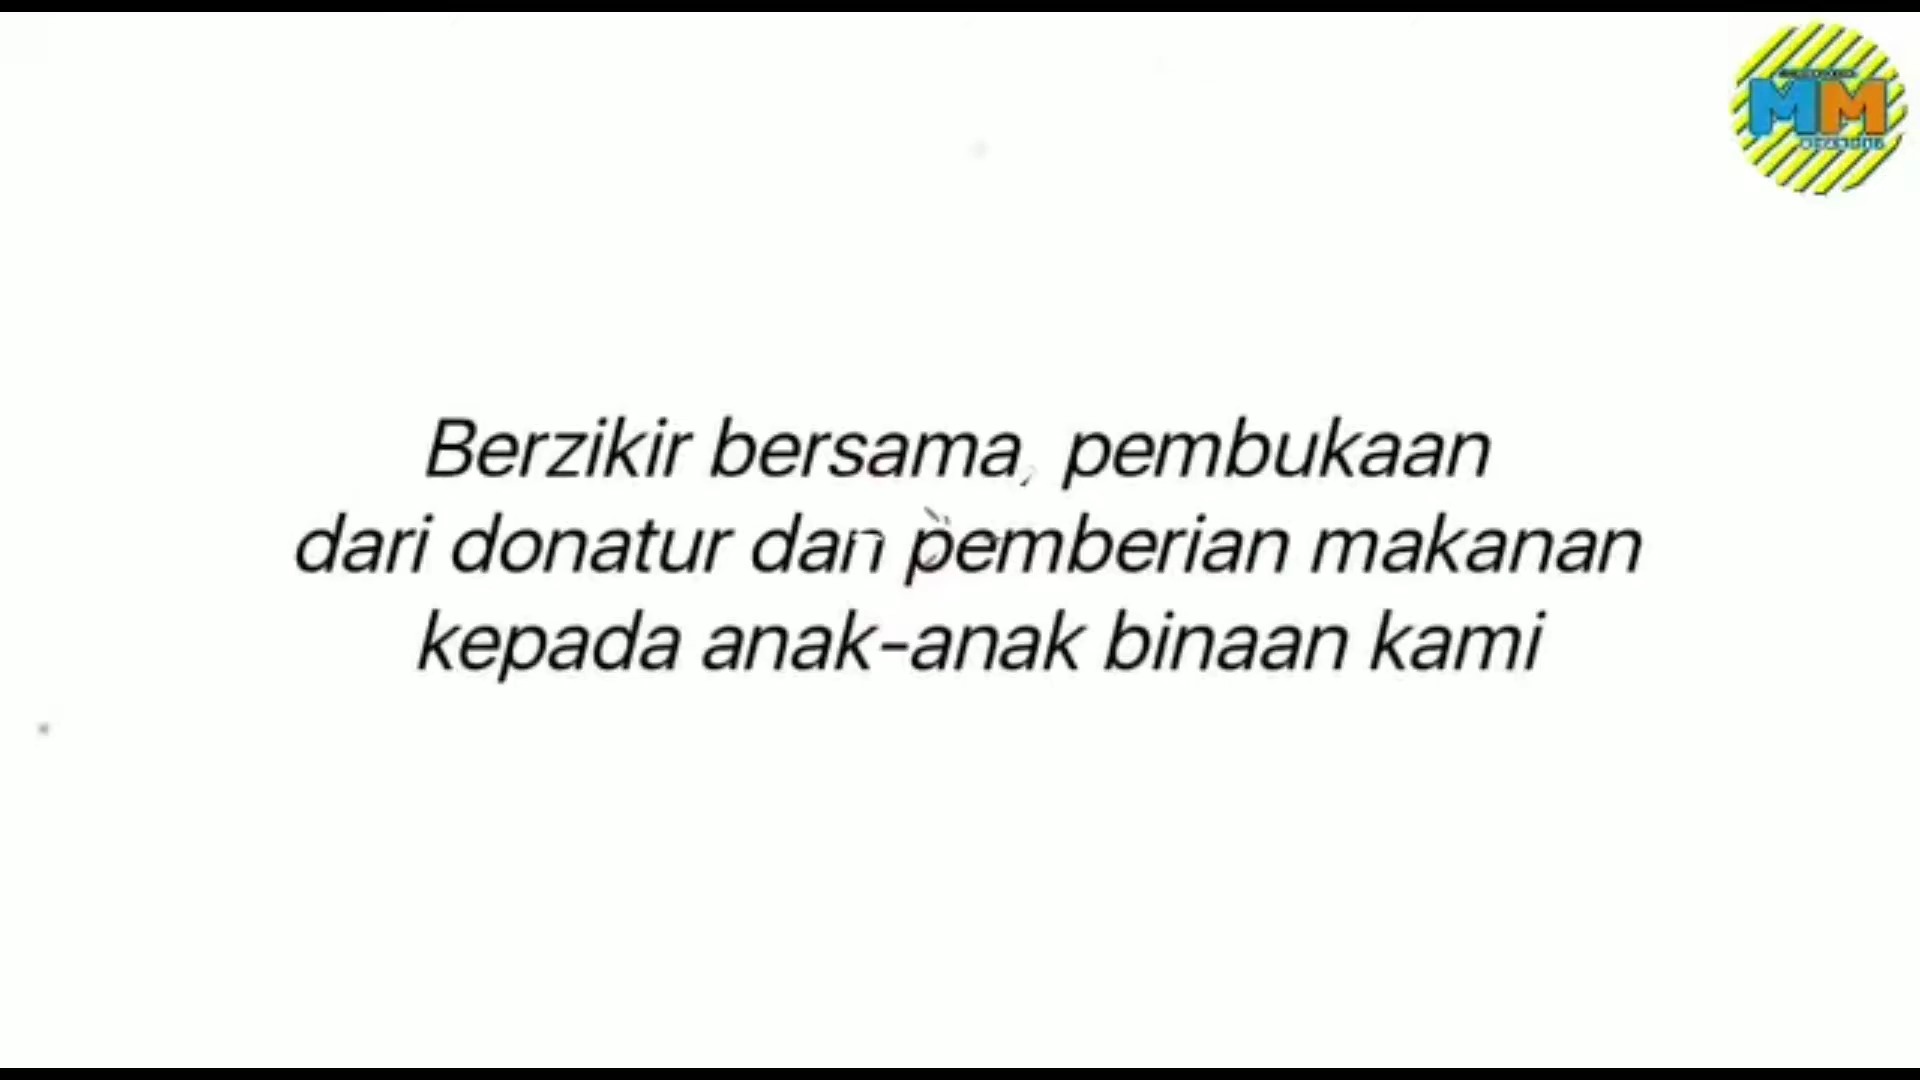 MM
Berzikir bersama, pembukaan
dari donatur dan pemberian makanan
kepada anak-anak binaan kami